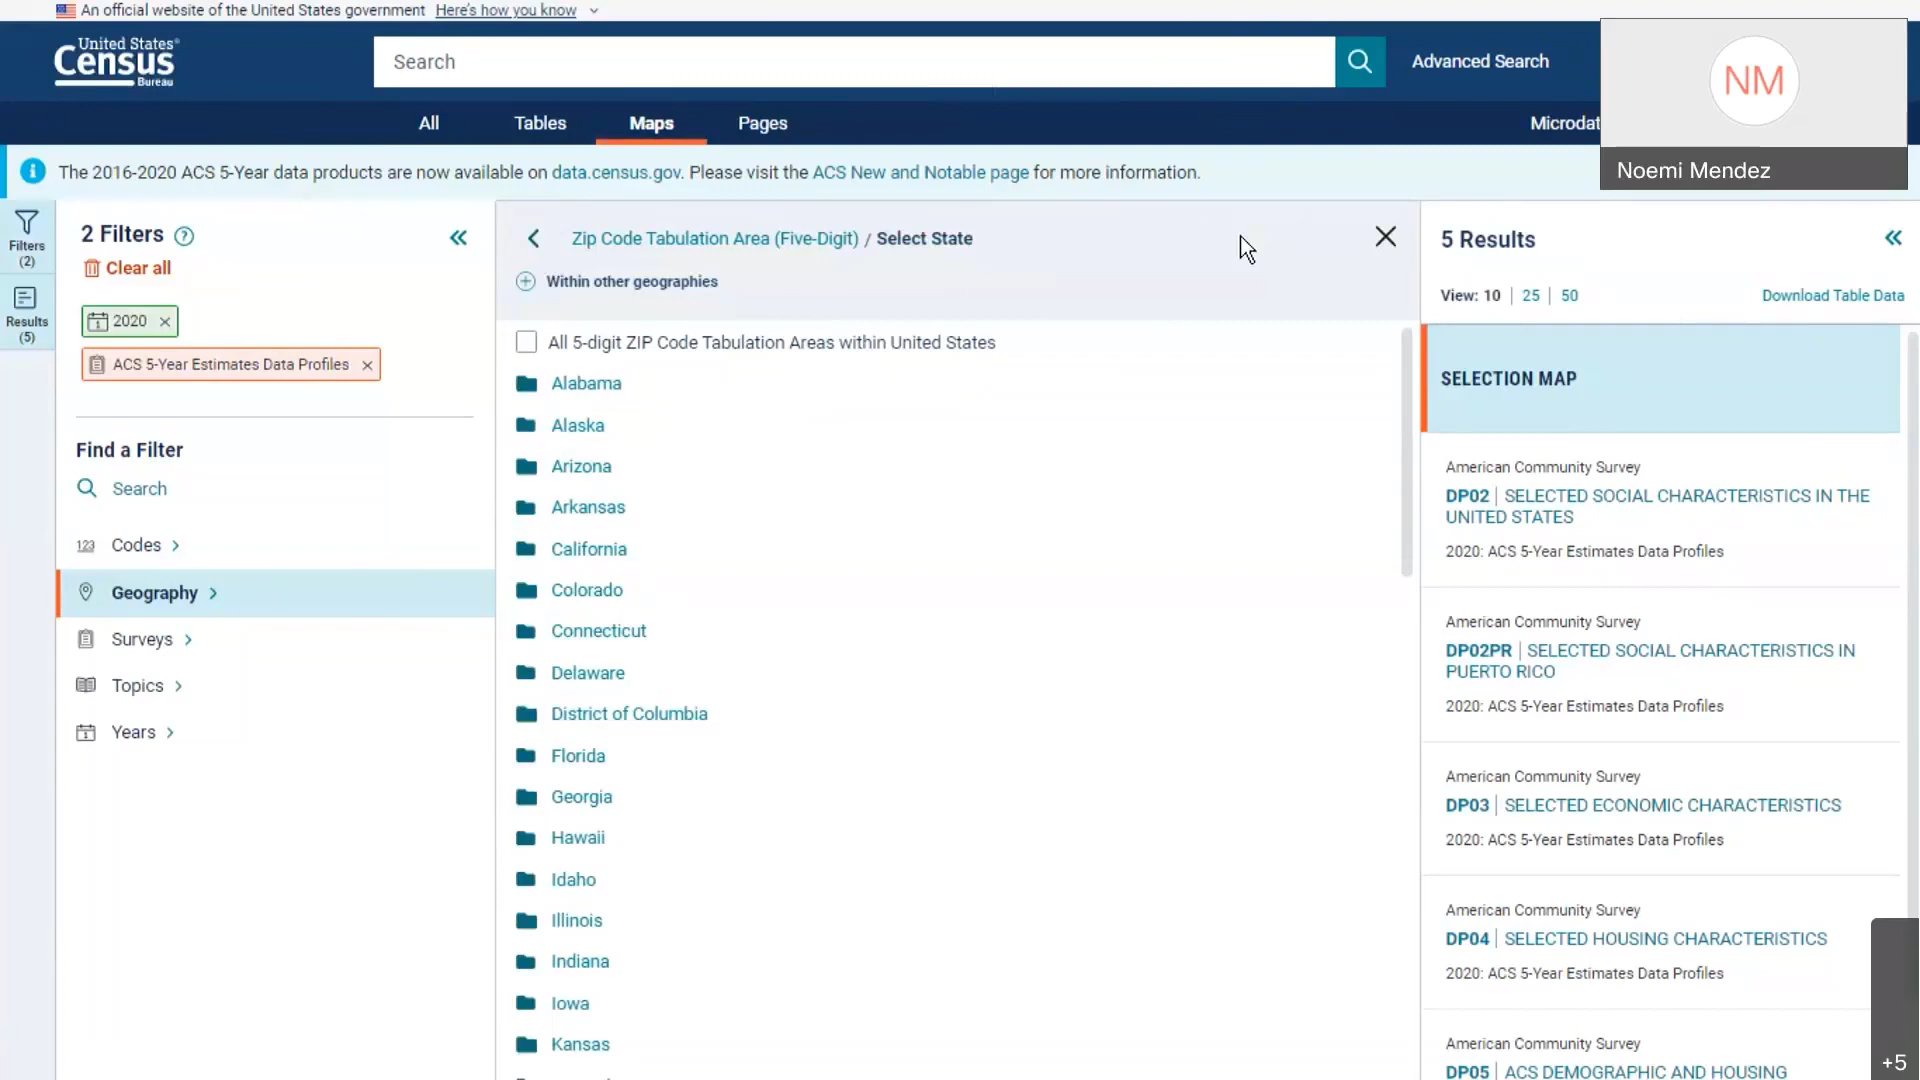 An official website of the United States government Here's how you know
United States®
Census
Bureau
Search
Advanced Search
All
Tables
Maps
Pages
Microdat
NM
Noemi Mendez
The 2016-2020 ACS 5-Year data products are now available on data.census.gov. Please visit the ACS New and Notable page for more information.
Filters
(2)
Results
(5)
2 Filters
Clear all
2020
ACS 5-Year Estimates Data Profiles
Find a Filter
Search
123 Codes
Geography
Surveys
Topics
Years
Zip Code Tabulation Area (Five-Digit) / Select State
Within other geographies
All 5-digit ZIP Code Tabulation Areas within United States
Alabama
Alaska
Arizona
Arkansas
California
Colorado
Connecticut
Delaware
District of Columbia
Florida
Georgia
Hawaii
Idaho
Illinois
Indiana
Iowa
Kansas
5 Results
View: 10 | 25 | 50
Download Table Data
SELECTION MAP
American Community Survey
DP02 | SELECTED SOCIAL CHARACTERISTICS IN THE
UNITED STATES
2020: ACS 5-Year Estimates Data Profiles
American Community Survey
DP02PR | SELECTED SOCIAL CHARACTERISTICS IN
PUERTO RICO
2020: ACS 5-Year Estimates Data Profiles
American Community Survey
DP03 | SELECTED ECONOMIC CHARACTERISTICS
2020: ACS 5-Year Estimates Data Profiles
American Community Survey
DP04 | SELECTED HOUSING CHARACTERISTICS
2020: ACS 5-Year Estimates Data Profiles
American Community Survey
DP05 | ACS DEMOGRAPHIC AND HOUSING
+5